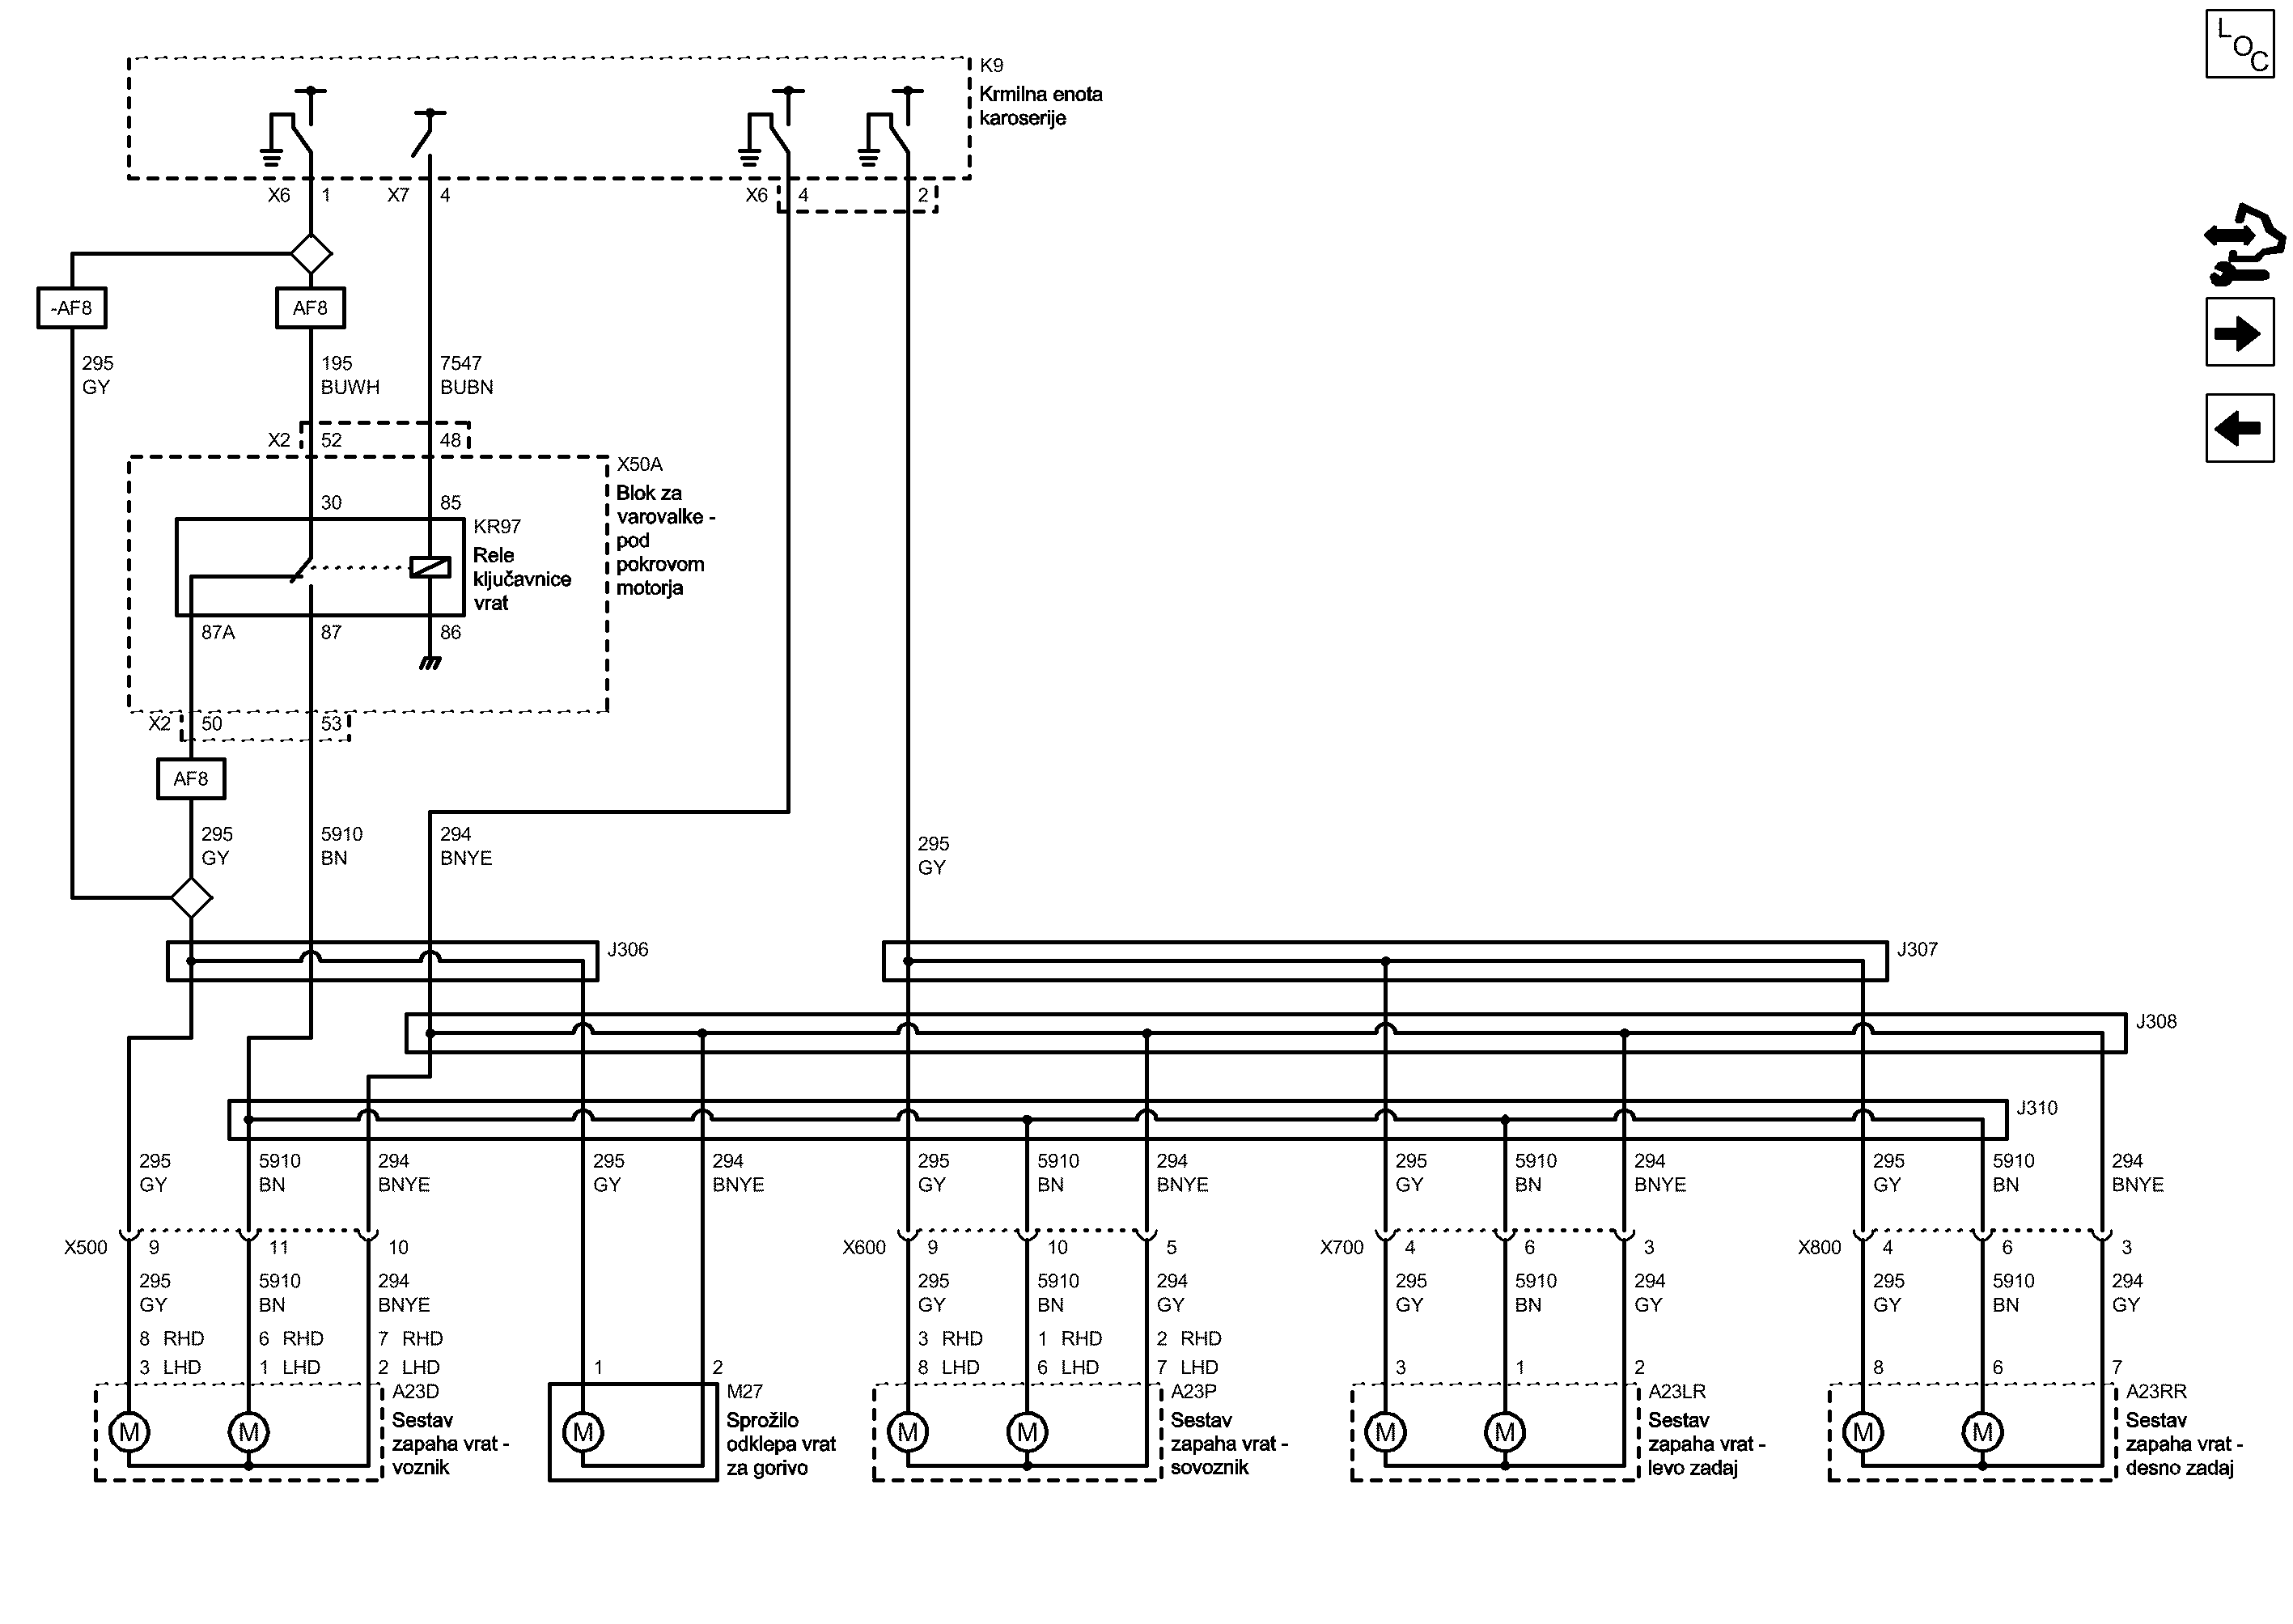 LOC
K9
Krmilna enota
karoserije
X6 1 X7 4 X6 4 2
-AF8 AF8
295 195 7547
GY BUWH BUBN
X2 52 48
X50A
Blok za
varovalke -
pod
pokrovom
motorja
30 85
KR97
Rele
ključavnice
vrat
87A 87 86
X2 50 53
AF8
295 5910 294 295
GY BN BNYE GY
J306 J307
J308
J310
295 5910 294 295 294 295 5910 294 295 5910 294 295 5910 294
GY BN BNYE GY BNYE GY BN BNYE GY BN BNYE GY BN BNYE
X500 9 11 10 X600 9 10 5 X700 4 6 3 X800 4 6 3
295 5910 294 295 5910 294 295 5910 294 295 5910 294
GY BN BNYE GY BN GY GY BN GY GY BN GY
8 RHD 6 RHD 7 RHD 3 RHD 1 RHD 2 RHD
3 LHD 1 LHD 2 LHD 1 2 8 LHD 6 LHD 7 LHD 3 1 2 8 6 7
A23D
Sestav
zapaha vrat -
voznik
M27
Sprožilo
odklepa vrat
za gorivo
A23P
Sestav
zapaha vrat -
sovoznik
A23LR
Sestav
zapaha vrat -
levo zadaj
A23RR
Sestav
zapaha vrat -
desno zadaj
M M M M M M M M M